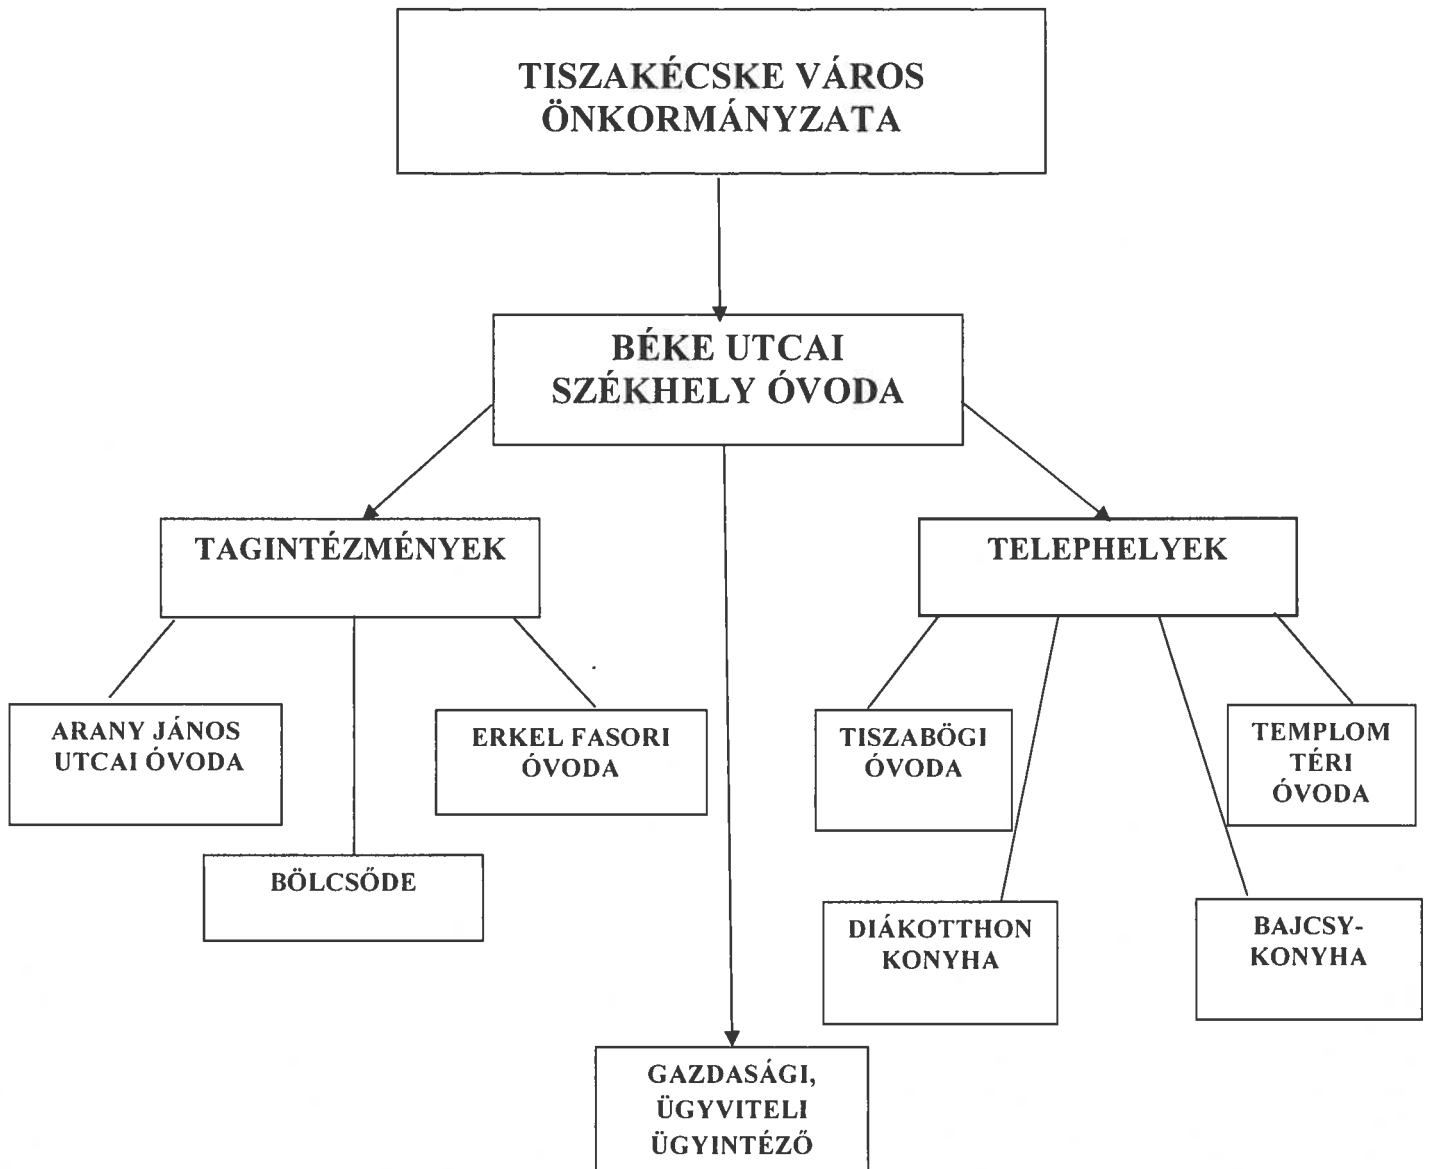 TISZAKÉCSKE VÁROS
ÖNKORMÁNYZATA
BÉKE UTCAI
SZÉKHELY ÓVODA
TAGINTÉZMÉNYEK
TELEPHELYEK
ARANY JÁNOS
UTCAI ÓVODA
ERKEL FASORI
ÓVODA
TISZABÖGI
ÓVODA
TEMPLOM
TÉRI
ÓVODA
BÖLCSŐDE
DIÁKOTTHON
KONYHA
BAJCSY-
KONYHA
GAZDASÁGI,
ÜGYVITELI
ÜGYINTÉZŐ